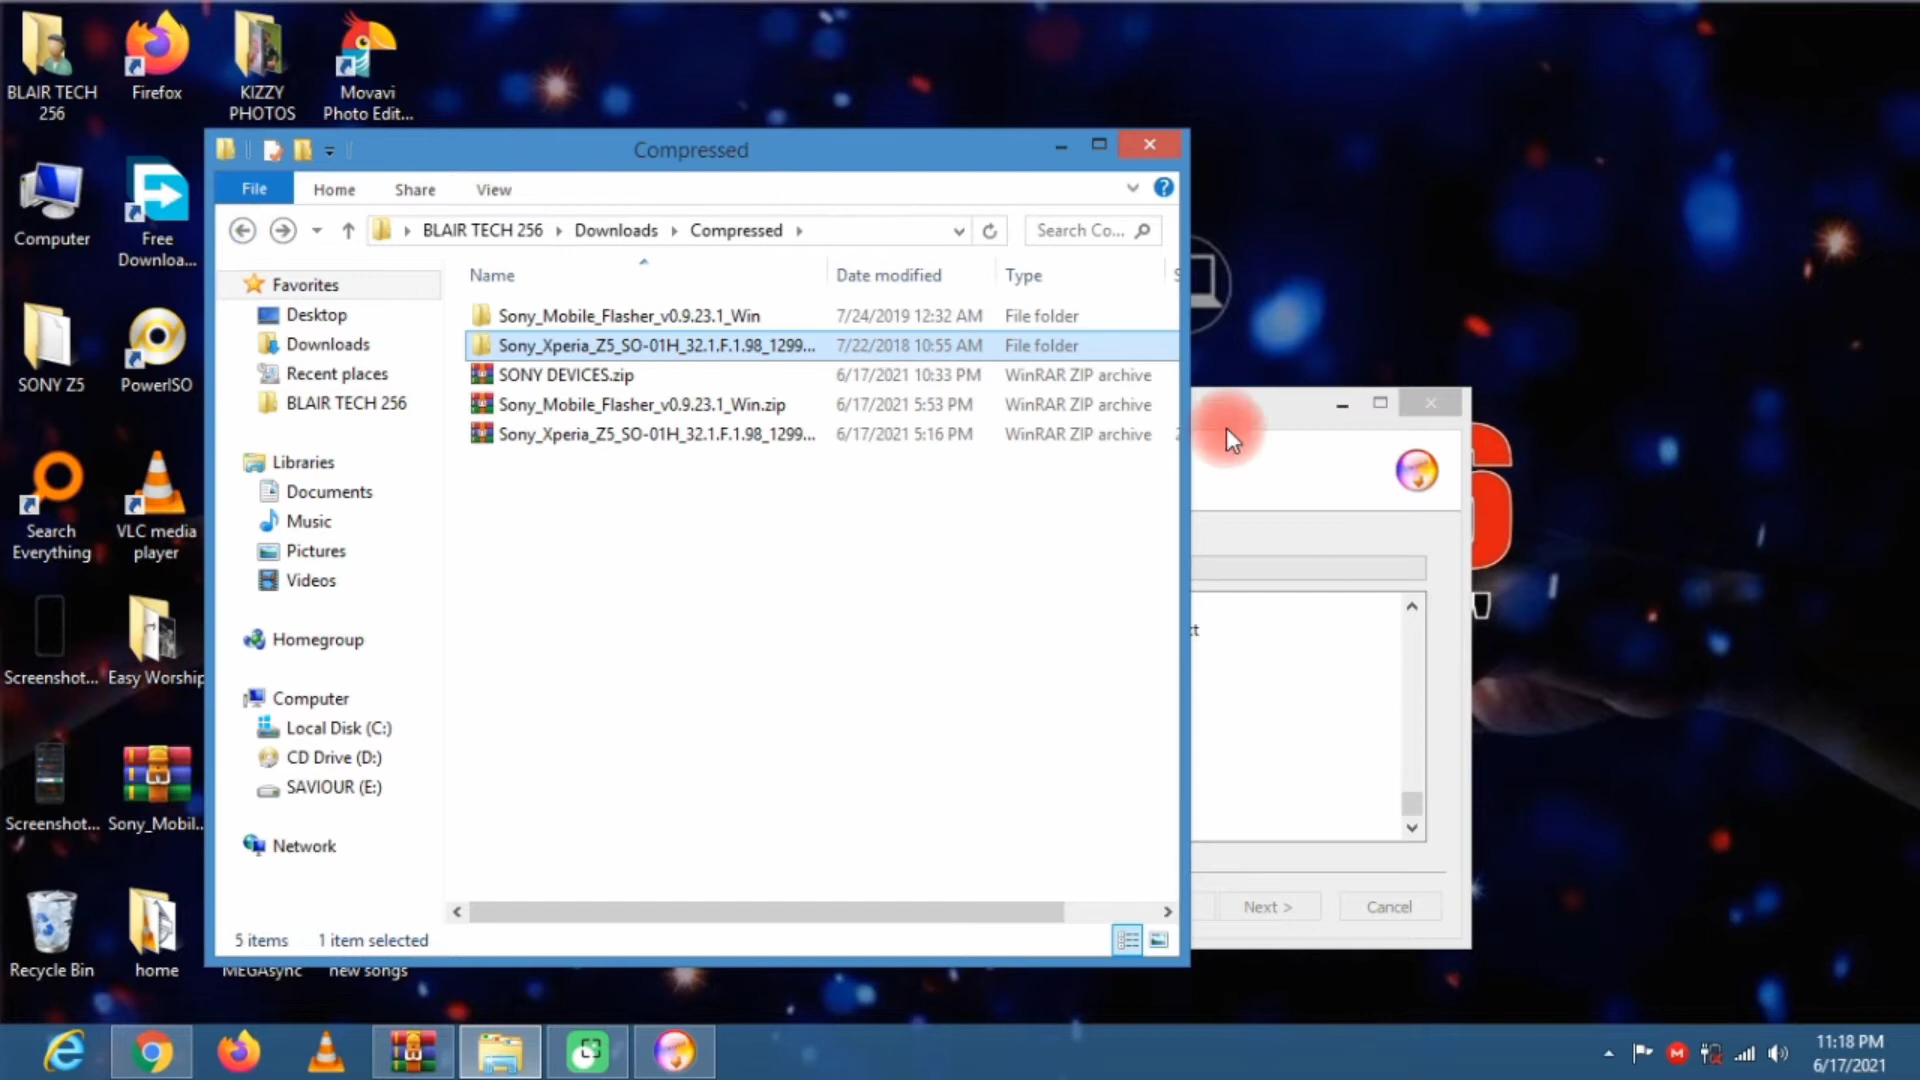 BLAIR TECH
256
Firefox
KIZZY
PHOTOS
Movavi
Photo Edit...
Computer
Free
Downloa...
SONY Z5
PowerISO
Search
Everything
VLC media
player
Screenshot...
Easy Worship
Screenshot...
Sony_Mobil...
Recycle Bin
home
MEGAsync
new songs
Compressed
File
Home
Share
View
BLAIR TECH 256
Downloads
Compressed
Search Co...
Name
Date modified
Type
Favorites
Desktop
Downloads
Recent places
BLAIR TECH 256
Libraries
Documents
Music
Pictures
Videos
Homegroup
Computer
Local Disk (C:)
CD Drive (D:)
SAVIOUR (E:)
Network
Sony_Mobile_Flasher_v0.9.23.1_Win 7/24/2019 12:32 AM File folder
Sony_Xperia_Z5_SO-01H_32.1.F.1.98_1299... 7/22/2018 10:55 AM File folder
SONY DEVICES.zip 6/17/2021 10:33 PM WinRAR ZIP archive
Sony_Mobile_Flasher_v0.9.23.1_Win.zip 6/17/2021 5:53 PM WinRAR ZIP archive
Sony_Xperia_Z5_SO-01H_32.1.F.1.98_1299... 6/17/2021 5:16 PM WinRAR ZIP archive
5 items 1 item selected
Next >
Cancel
11:18 PM
6/17/2021